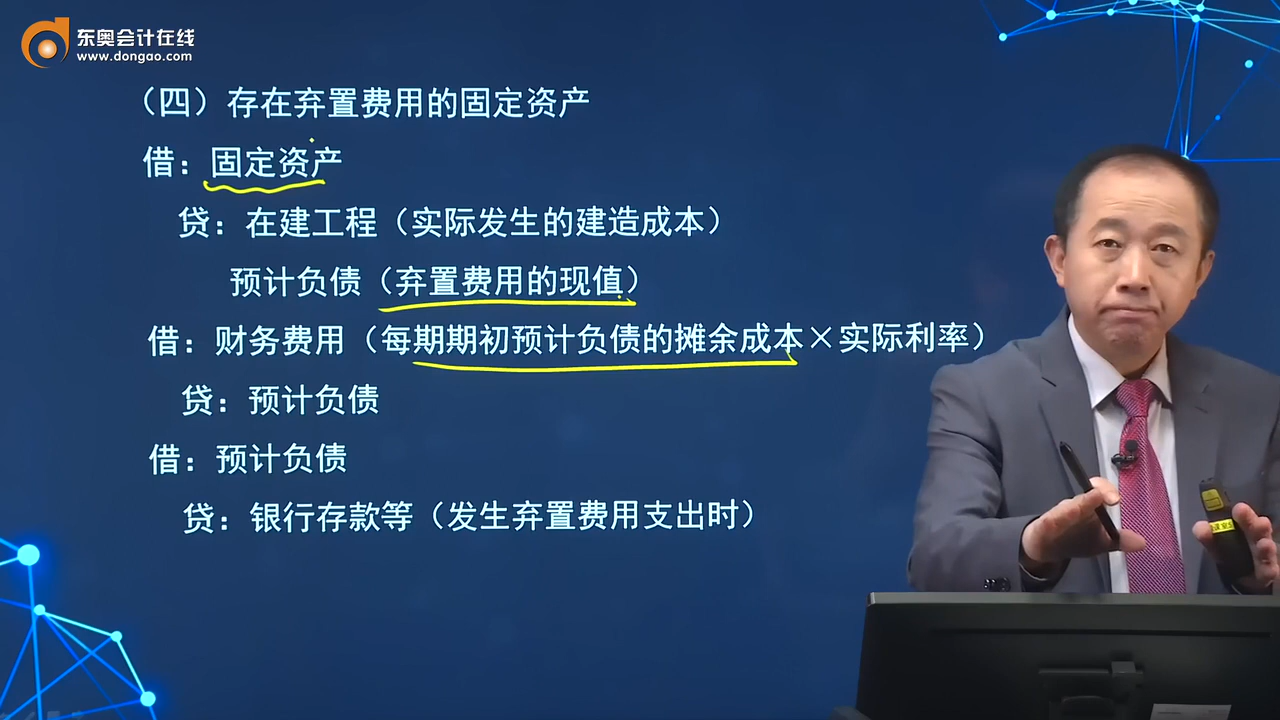 东奥会计在线
www.dongao.com
（四）存在弃置费用的固定资产
借：固定资产
贷：在建工程（实际发生的建造成本）
预计负债（弃置费用的现值）
借：财务费用（每期期初预计负债的摊余成本×实际利率）
贷：预计负债
借：预计负债
贷：银行存款等（发生弃置费用支出时）